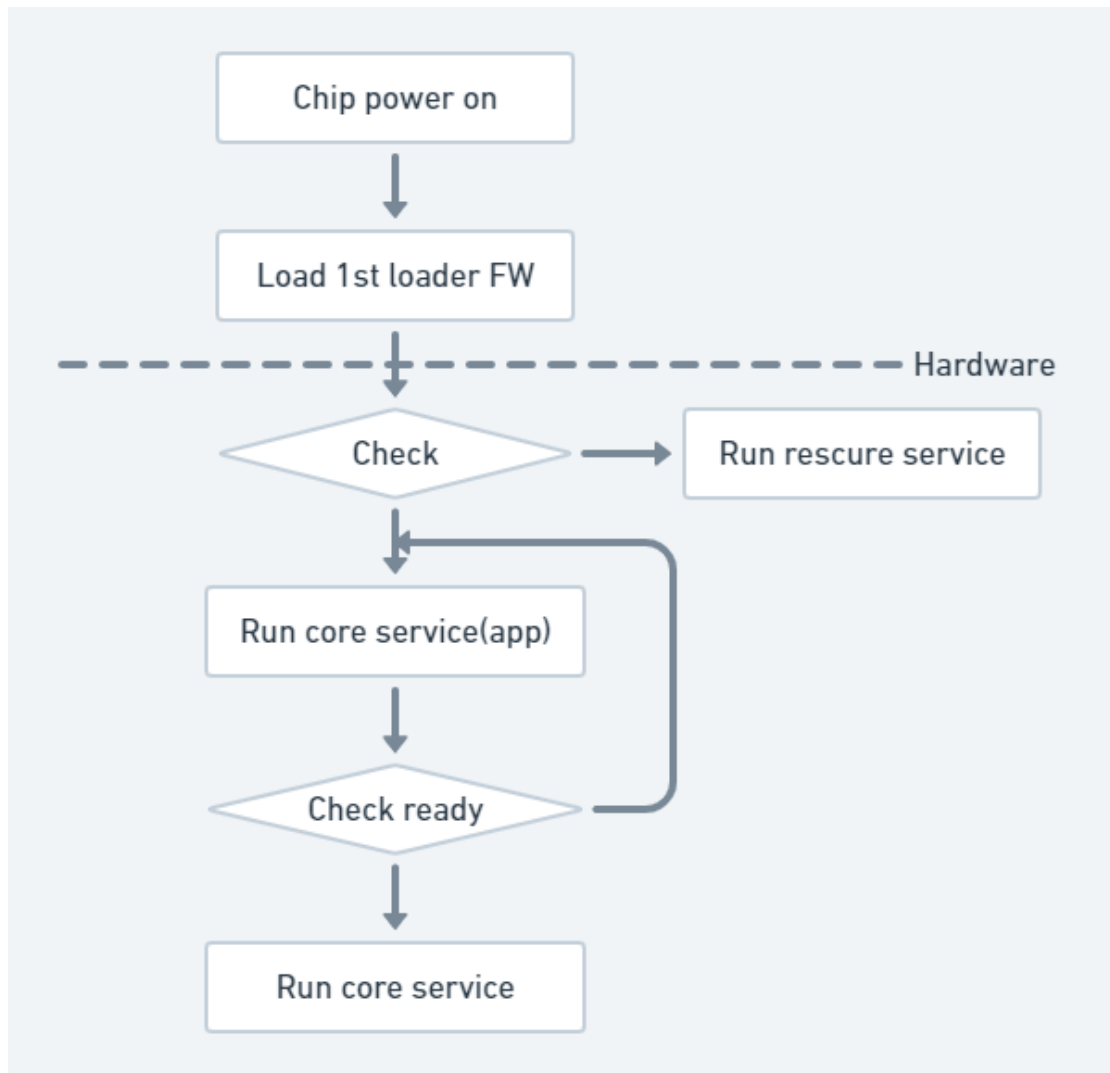 Chip power on
Load 1st loader FW
Hardware
Check
Run rescure service
Run core service(app)
Check ready
Run core service